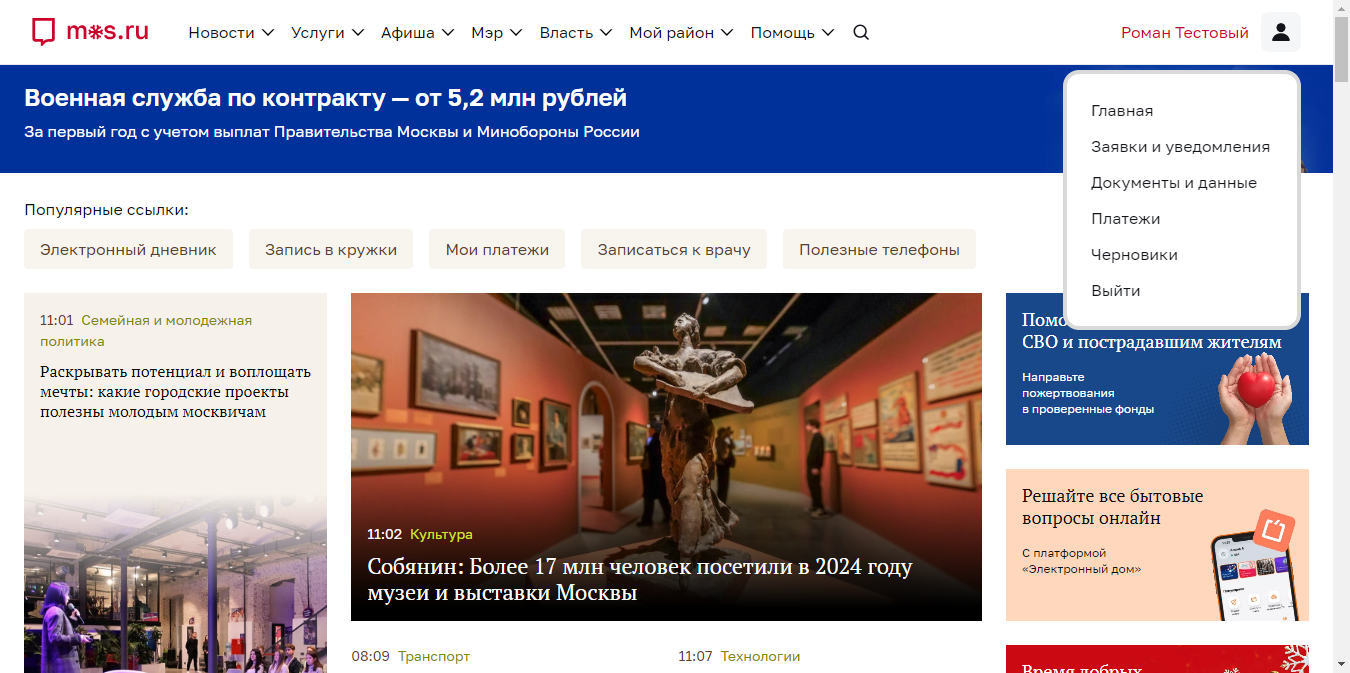 mos.ru
Новости
Услуги
Афиша
Мэр
Власть
Мой район
Помощь
Роман Тестовый
Главная
Заявки и уведомления
Документы и данные
Платежи
Черновики
Выйти
Военная служба по контракту — от 5,2 млн рублей
За первый год с учетом выплат Правительства Москвы и Минобороны России
Популярные ссылки:
Электронный дневник
Запись в кружки
Мои платежи
Записаться к врачу
Полезные телефоны
11:01 Семейная и молодежная
политика
Раскрывать потенциал и воплощать
мечты: какие городские проекты
полезны молодым москвичам
11:02 Культура
Собянин: Более 17 млн человек посетили в 2024 году
музеи и выставки Москвы
08:09 Транспорт
11:07 Технологии
СВО и пострадавшим жителям
Направьте
пожертвования
в проверенные фонды
Решайте все бытовые
вопросы онлайн
С платформой
«Электронный дом»
Время добрых